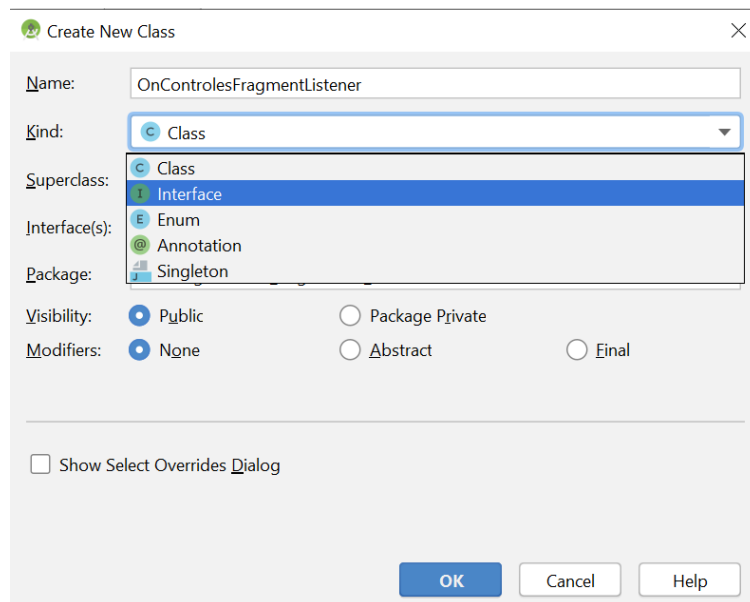 Create New Class
Name: OnControlesFragmentListener
Kind: Class
Class
Superclass: Interface
Enum
Interface(s):
Annotation
Package: Singleton
Visibility: Public Package Private
Modifiers: None Abstract Final
Show Select Overrides Dialog
OK Cancel Help